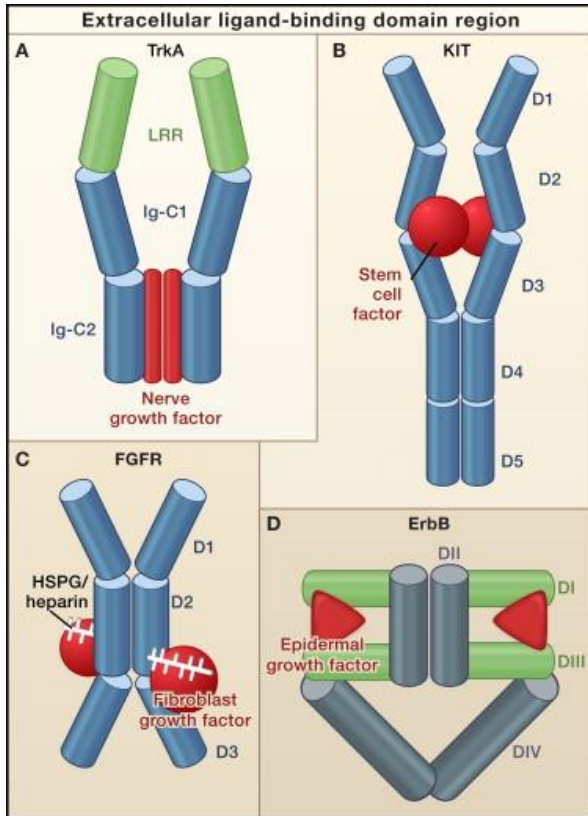 Extracellular ligand-binding domain region
A
TrkA
LRR
Ig-C1
Ig-C2
Nerve
growth factor
B
KIT
D1
D2
Stem
cell
factor
D3
D4
D5
C
FGFR
D1
HSPG/
heparin
D2
Fibroblast
growth factor
D3
D
ErbB
DII
DI
Epidermal
growth factor
DIII
DIV